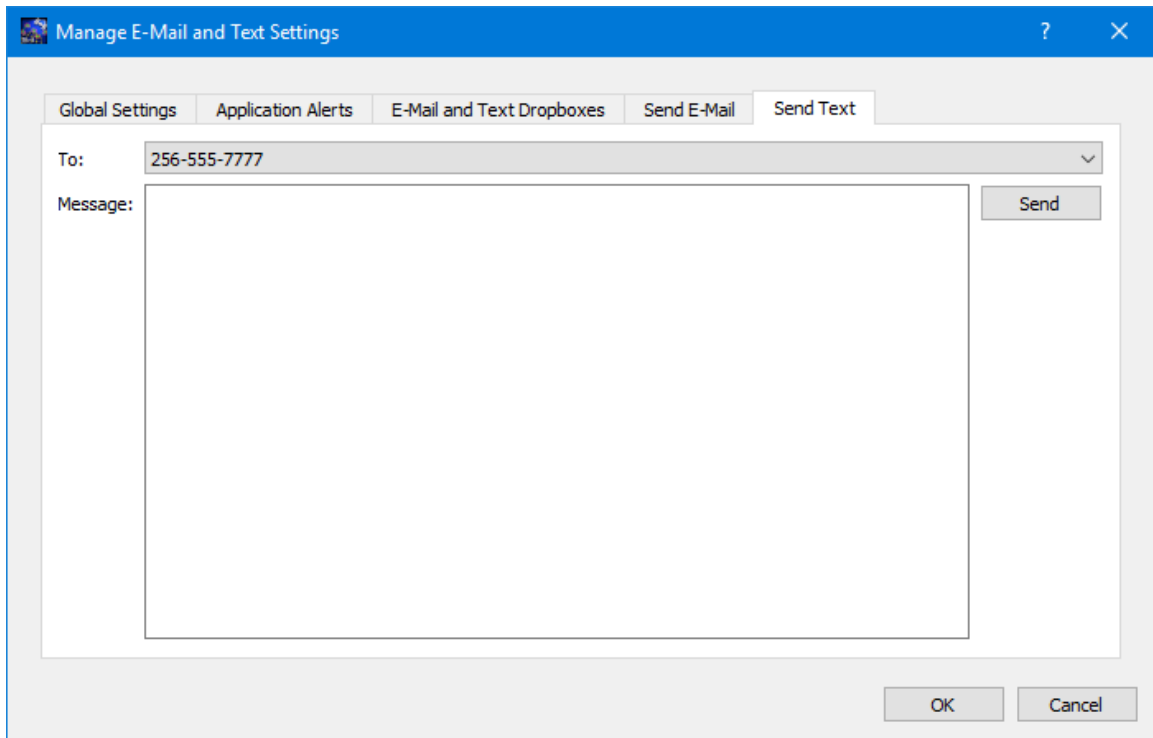 Manage E-Mail and Text Settings ?
Global Settings Application Alerts E-Mail and Text Dropboxes Send E-Mail Send Text
To: 256-555-7777
Message: Send
OK Cancel